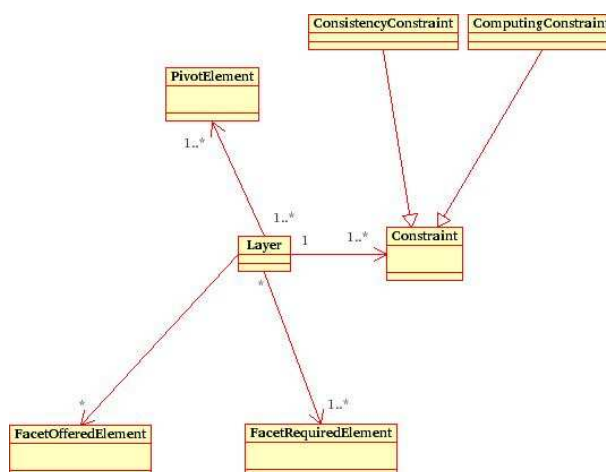 ConsistencyConstraint
ComputingConstraint
PivotElement
1..*
1..*
Layer
1
1..*
Constraint
*
*
1..*
FacetOfferedElement
FacetRequiredElement